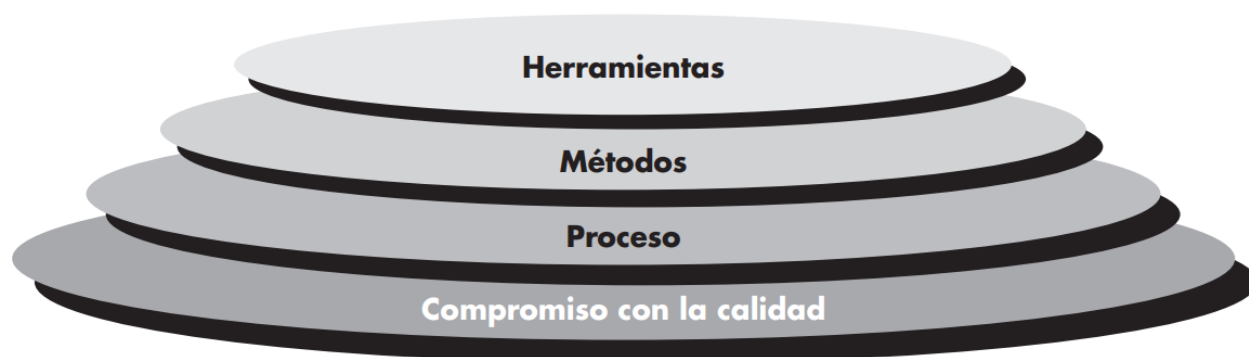 Herramientas
Métodos
Proceso
Compromiso con la calidad